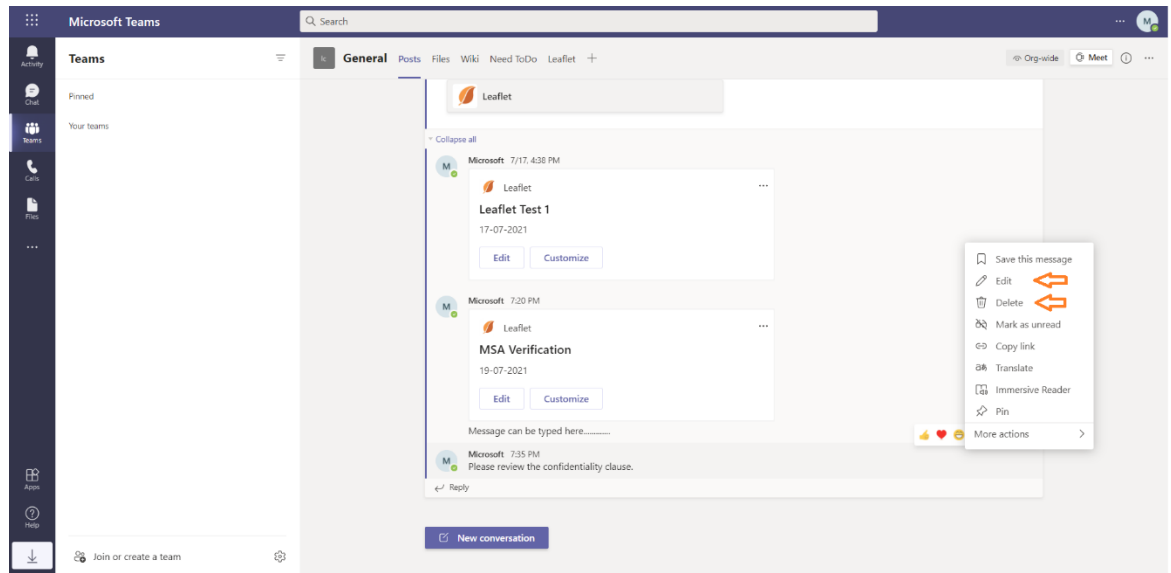 Microsoft Teams
Search
M
Activity
Chat
Teams
Calls
Files
Apps
Help
Teams
Pinned
Your teams
Join or create a team
General Posts Files Wiki Need ToDo Leaflet
Org-wide Meet
Leaflet
Collapse all
M
Microsoft 7/17, 4:38 PM
Leaflet
Leaflet Test 1
17-07-2021
Edit Customize
M
Microsoft 7:20 PM
Leaflet
MSA Verification
19-07-2021
Edit Customize
Message can be typed here............
M
Microsoft 7:35 PM
Please review the confidentiality clause.
Reply
New conversation
Save this message
Edit
Delete
Mark as unread
Copy link
Translate
Immersive Reader
Pin
More actions